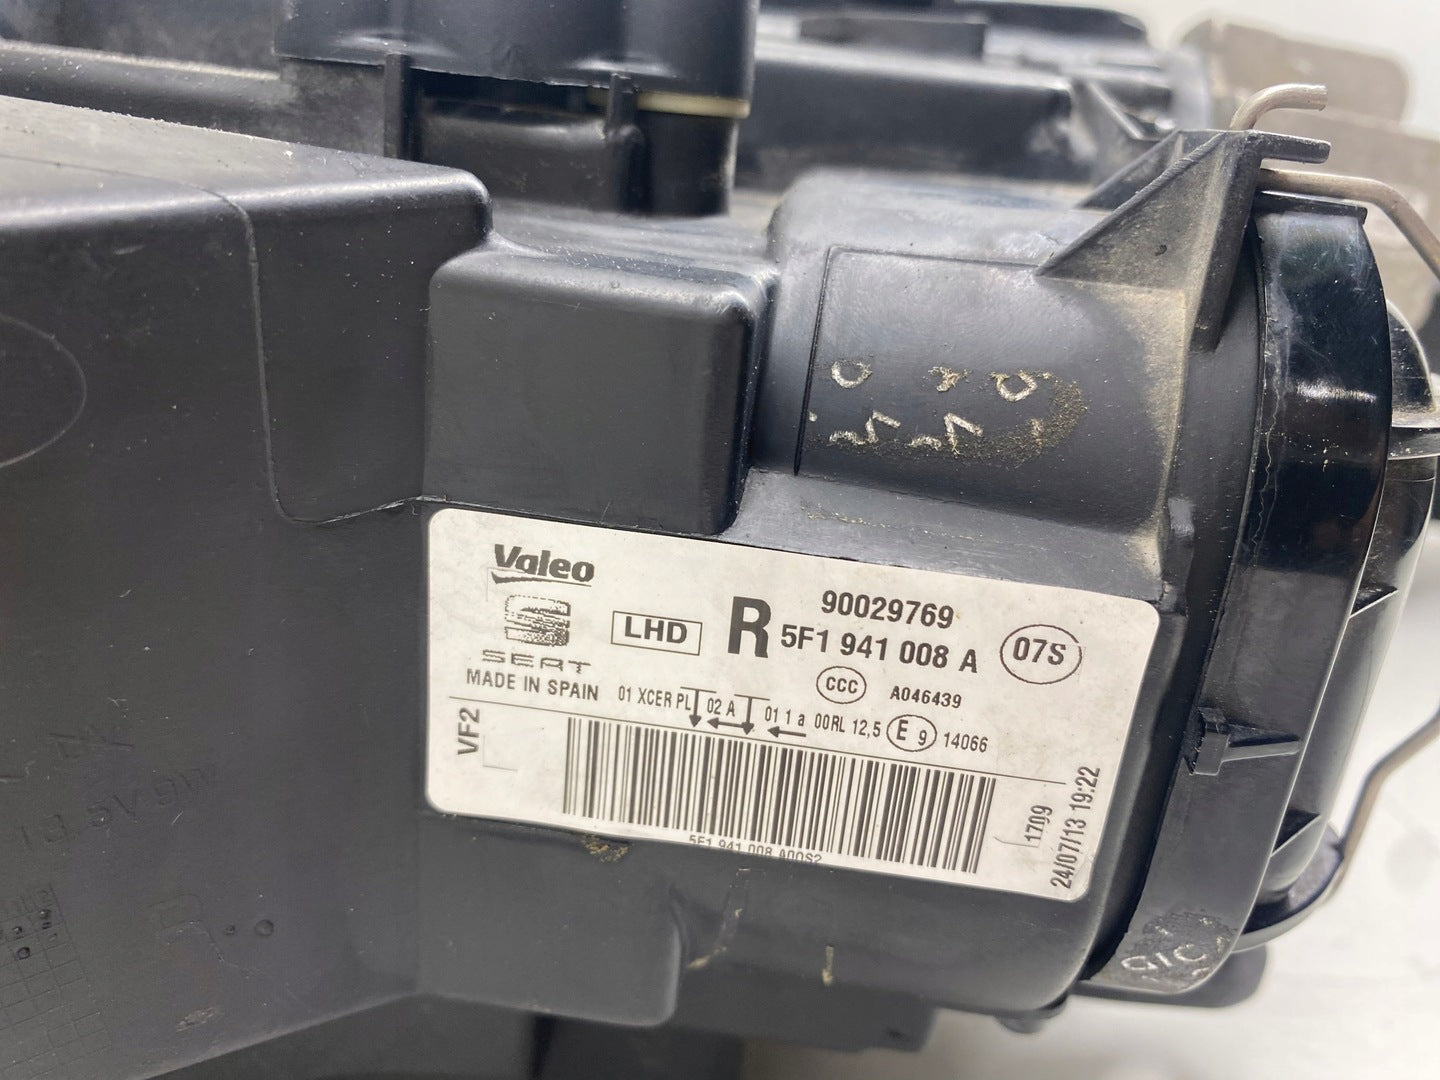 Valeo
SEAT
MADE IN SPAIN
LHD
R
90029769
5F1 941 008 A
07S
CCC A046439
01 XCER PL 02 A 01 1 a 00RL 12,5 E 9 14066
VF2
5F1 941 008 A00S2
1709
24/07/13 19:22